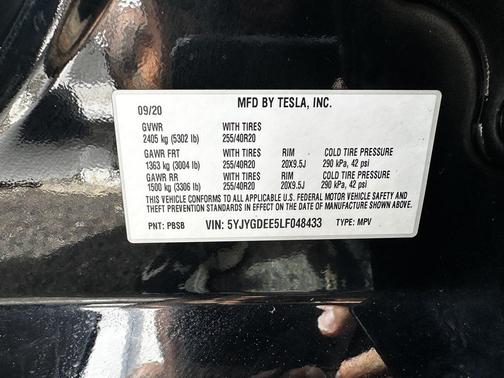 09/20 MFD BY TESLA, INC.
GVWR WITH TIRES
2405 kg (5302 lb) 255/40R20
GAWR FRT WITH TIRES RIM COLD TIRE PRESSURE
1363 kg (3004 lb) 255/40R20 20X9.5J 290 kPa, 42 psi
GAWR RR WITH TIRES RIM COLD TIRE PRESSURE
1500 kg (3306 lb) 255/40R20 20X9.5J 290 kPa, 42 psi
THIS VEHICLE CONFORMS TO ALL APPLICABLE U.S. FEDERAL MOTOR VEHICLE SAFETY AND
THEFT PREVENTION STANDARDS IN EFFECT ON THE DATE OF MANUFACTURE SHOWN ABOVE.
PNT: PBSB VIN: 5YJYGDEE5LF048433 TYPE: MPV